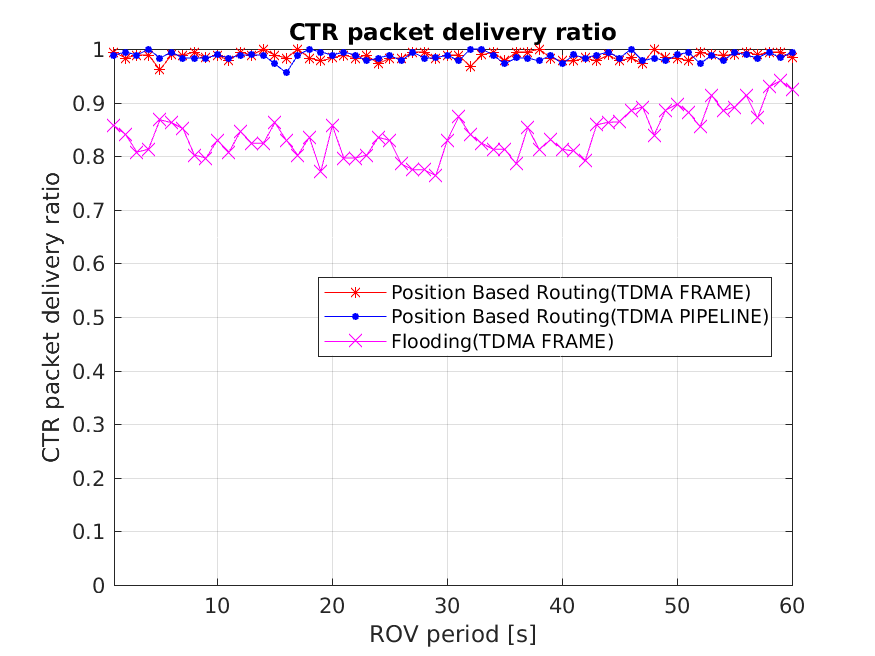 CTR packet delivery ratio
CTR packet delivery ratio
1
0.9
0.8
0.7
0.6
0.5
0.4
0.3
0.2
0.1
0
Position Based Routing(TDMA FRAME)
Position Based Routing(TDMA PIPELINE)
Flooding(TDMA FRAME)
10 20 30 40 50 60
ROV period [s]